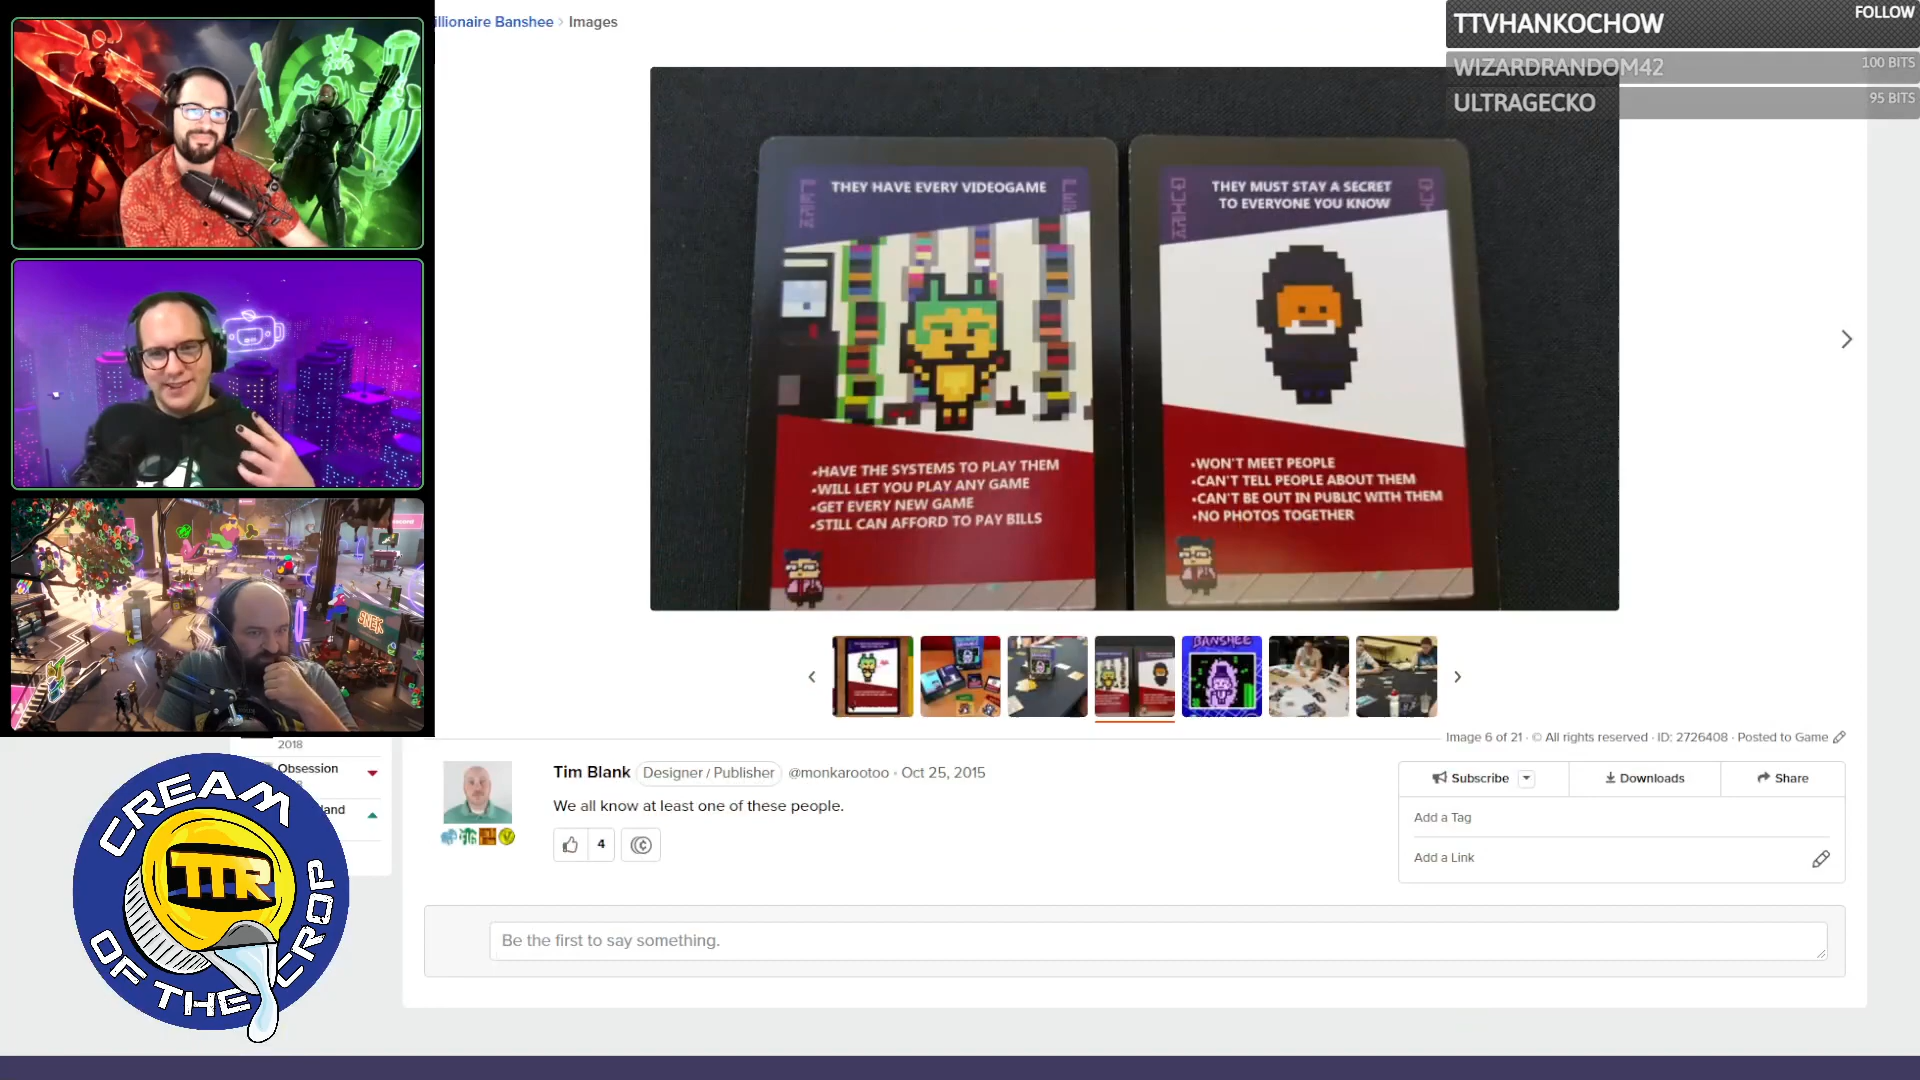 illionaire Banshee > Images
TTVHANKOCHOW
FOLLOW
WIZARDRANDOM42
100 BITS
ULTRAGECKO
95 BITS
THEY HAVE EVERY VIDEOGAME
•HAVE THE SYSTEMS TO PLAY THEM
•WILL LET YOU PLAY ANY GAME
•GET EVERY NEW GAME
•STILL CAN AFFORD TO PAY BILLS
THEY MUST STAY A SECRET
TO EVERYONE YOU KNOW
•WON'T MEET PEOPLE
•CAN'T TELL PEOPLE ABOUT THEM
•CAN'T BE OUT IN PUBLIC WITH THEM
•NO PHOTOS TOGETHER
SNEK
BANSHEE
Image 6 of 21 · © All rights reserved · ID: 2726408 · Posted to Game
2018
Obsession
land
Tim Blank Designer / Publisher @monkarootoo · Oct 25, 2015
We all know at least one of these people.
4
Subscribe
Downloads
Share
Add a Tag
Add a Link
Be the first to say something.
CREAM
OF THE CROP
TTR